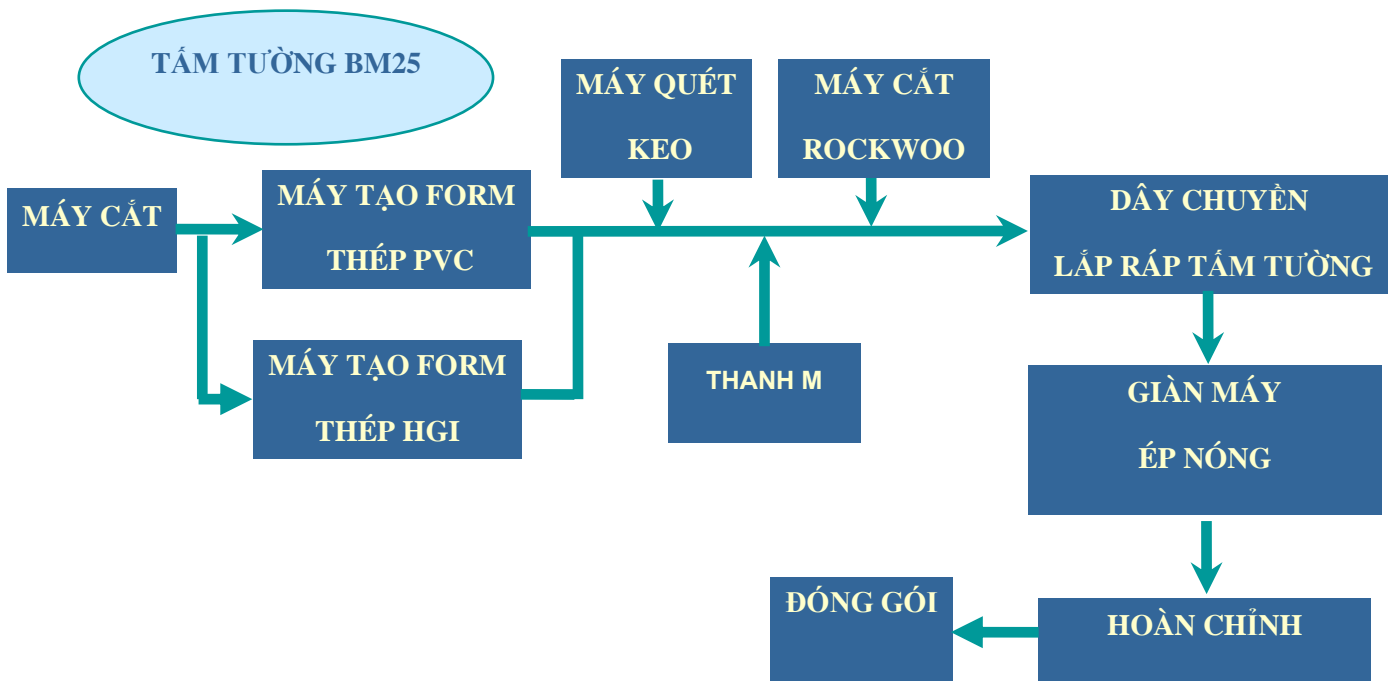 TẤM TƯỜNG BM25
MÁY QUÉT
KEO
MÁY CẮT
ROCKWOO
MÁY CẮT
MÁY TẠO FORM
THÉP PVC
DÂY CHUYỀN
LẮP RÁP TẤM TƯỜNG
MÁY TẠO FORM
THÉP HGI
THANH M
GIÀN MÁY
ÉP NÓNG
HOÀN CHỈNH
ĐÓNG GÓI